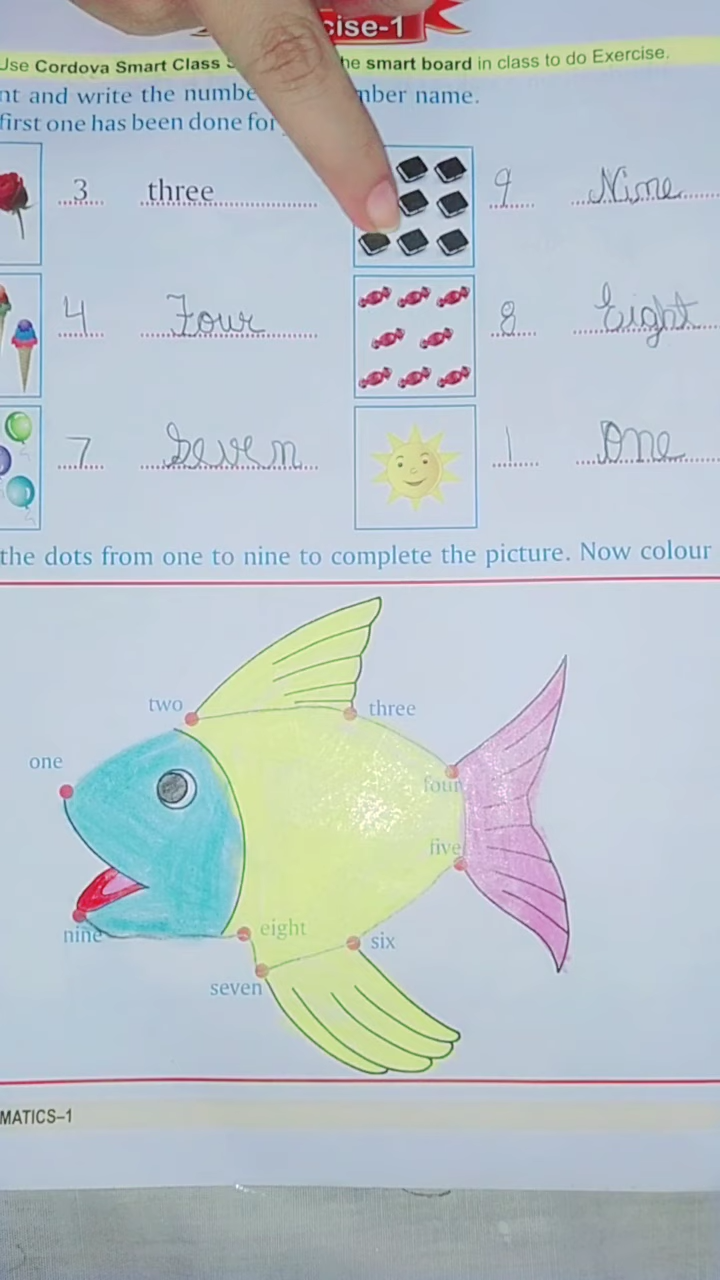 cise-1
Use Cordova Smart Class he smart board in class to do Exercise.
nt and write the numbe mber name.
first one has been done for
3 three 9 Nine
4 Four 8 Eight
7 Seven 1 One
the dots from one to nine to complete the picture. Now colour
two
three
one
four
five
nine
eight
six
seven
MATICS–1